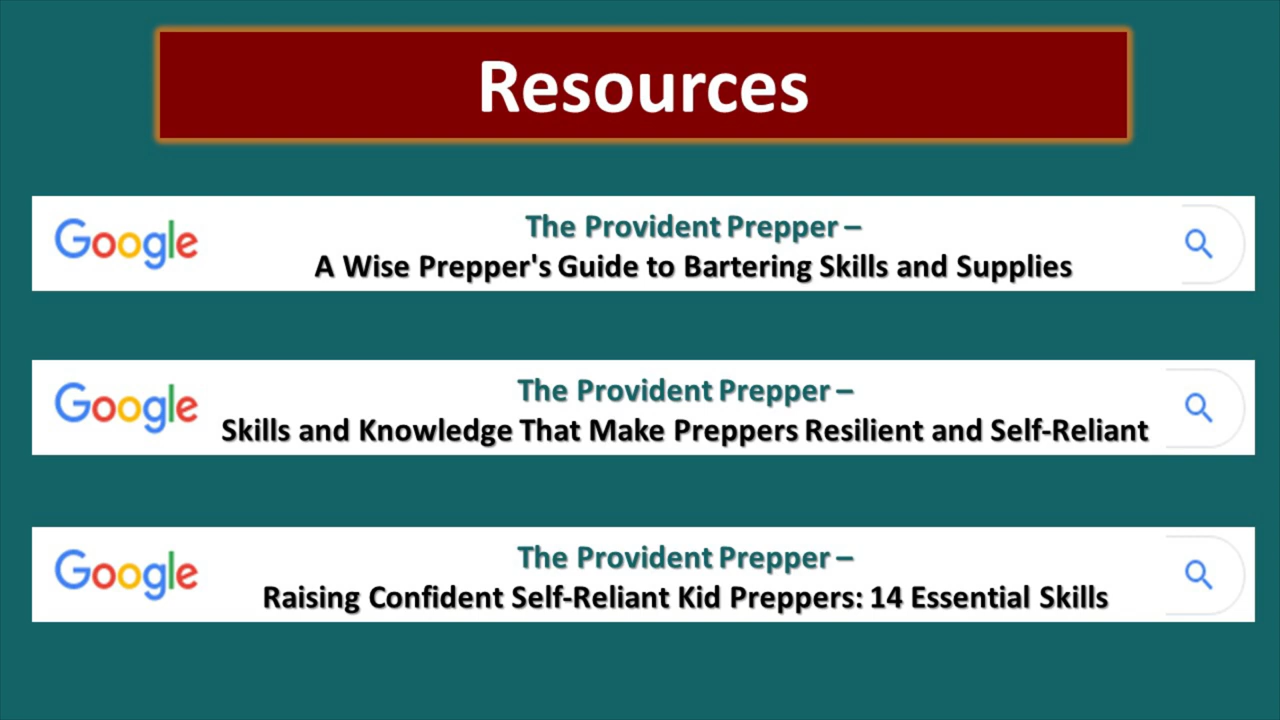 Resources
Google
The Provident Prepper –
A Wise Prepper's Guide to Bartering Skills and Supplies
Google
The Provident Prepper –
Skills and Knowledge That Make Preppers Resilient and Self-Reliant
Google
The Provident Prepper –
Raising Confident Self-Reliant Kid Preppers: 14 Essential Skills